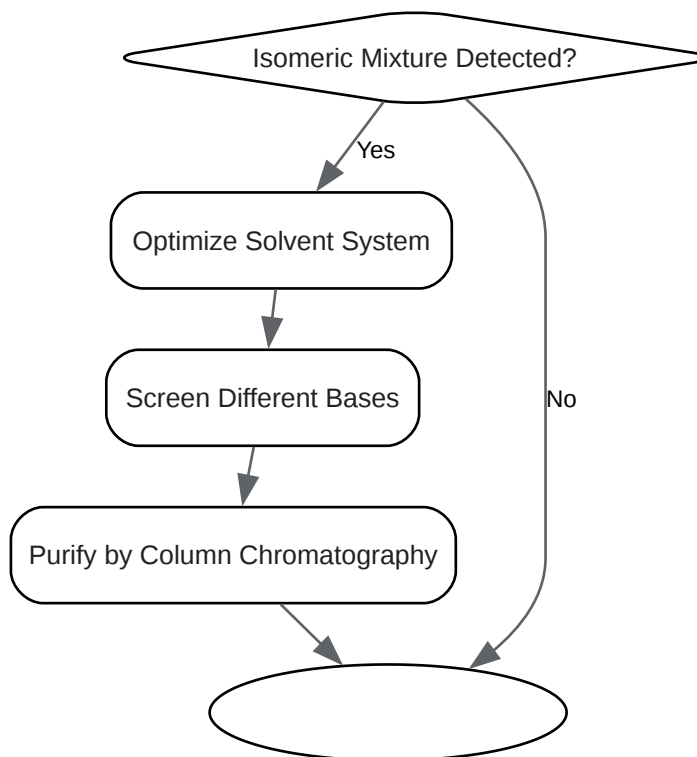 Isomeric Mixture Detected?
Yes
Optimize Solvent System
Screen Different Bases
No
Purify by Column Chromatography